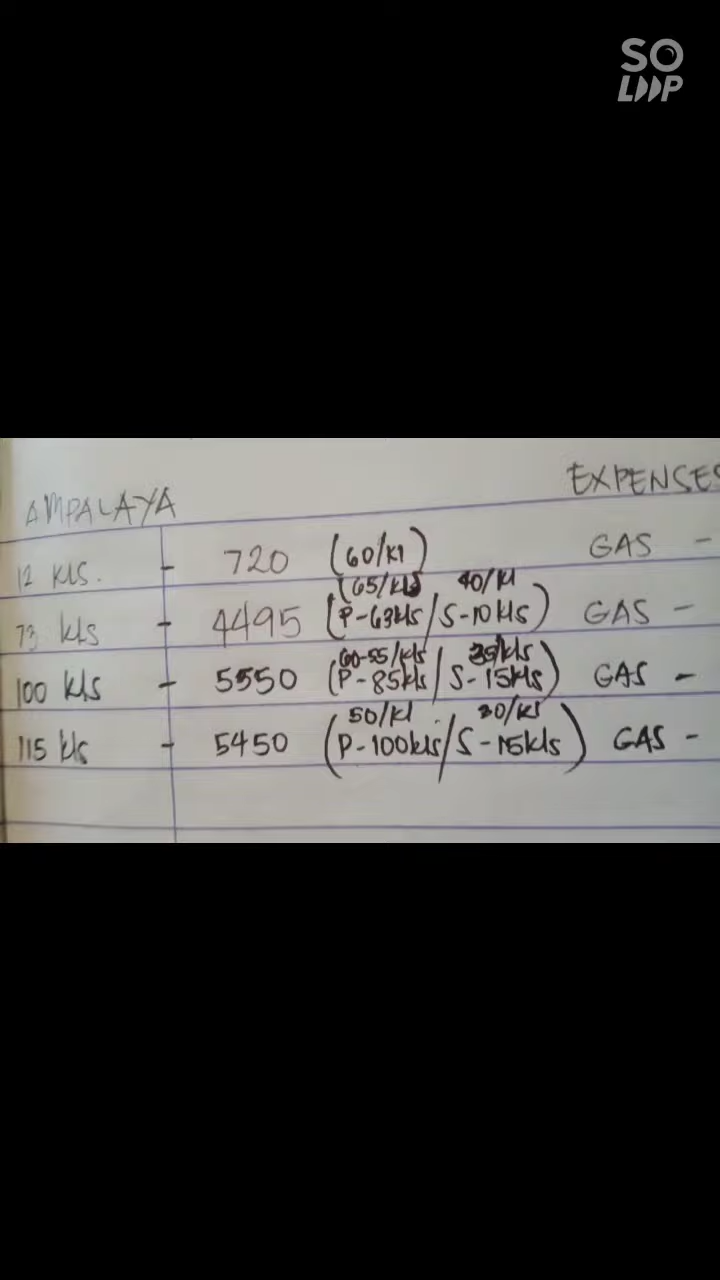 SO
LOOP
EXPENSES
AMPALAYA
12 kls. - 720 (60/kl) GAS -
(65/kls 40/kl
73 kls - 4495 (P-63kls/S-10kls) GAS -
60-55/kls 35/kls
100 kls - 5550 (P-85kls/S-15kls) GAS -
50/kl 30/kl
115 kls - 5450 (P-100kls/S-15kls) GAS -